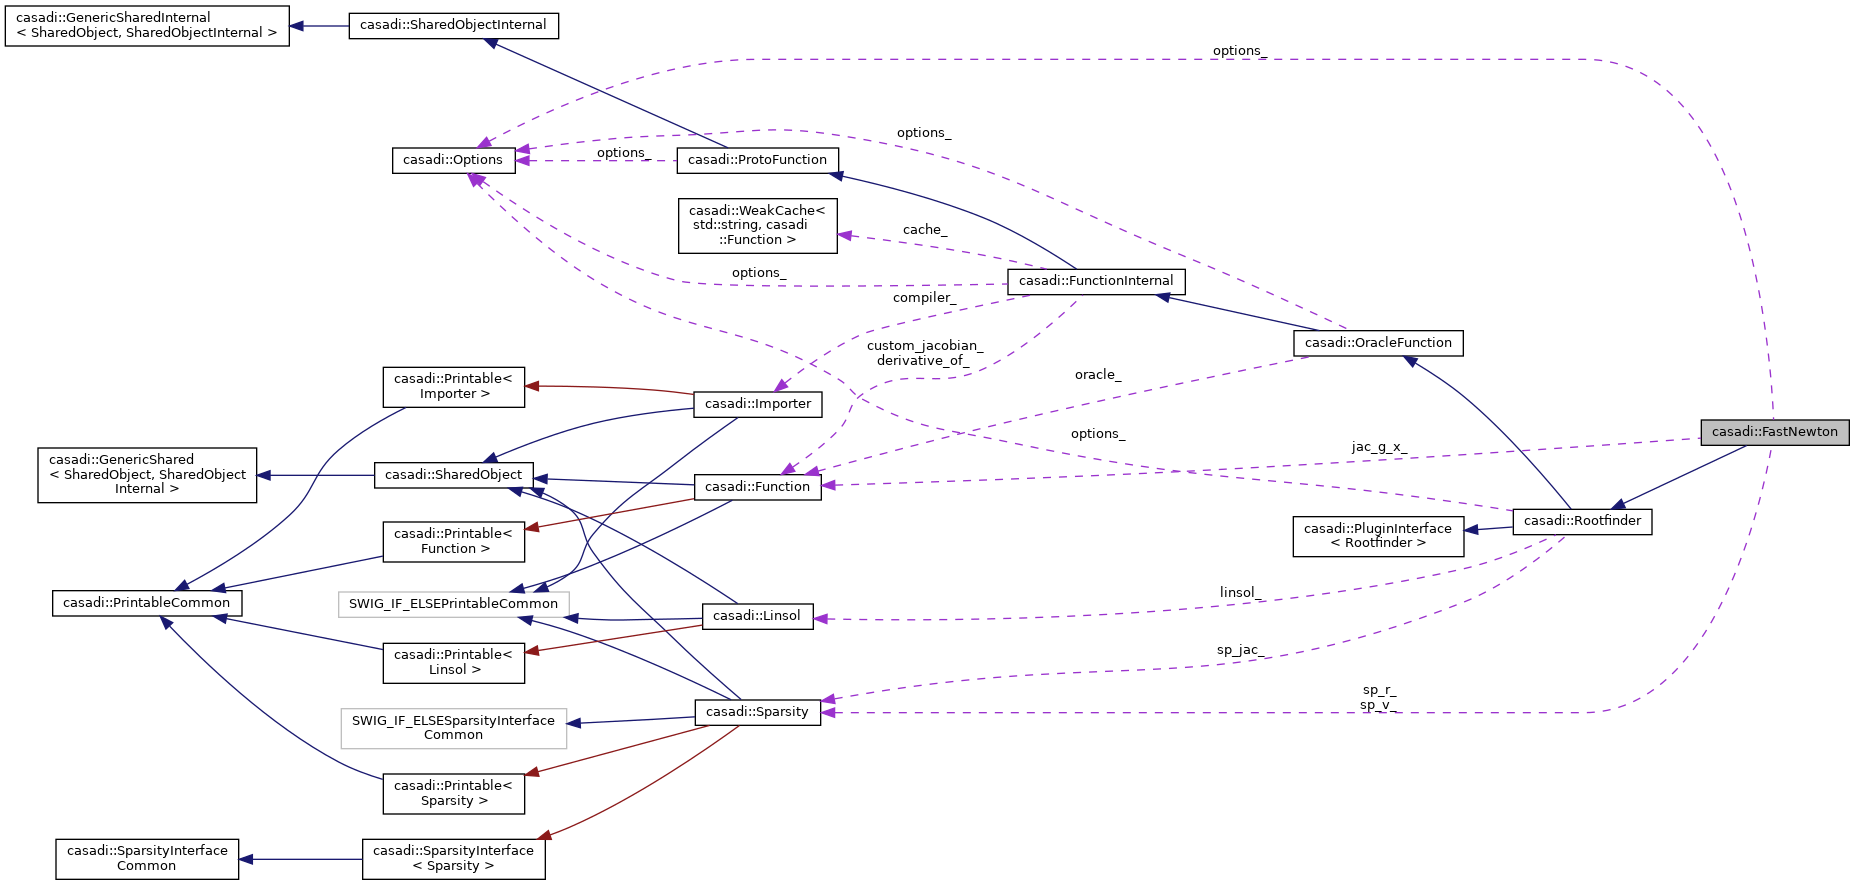 casadi::GenericSharedInternal
< SharedObject, SharedObjectInternal >
casadi::SharedObjectInternal
options_
options_
options_
casadi::Options
casadi::ProtoFunction
casadi::WeakCache<
std::string, casadi
::Function >
cache_
options_
casadi::FunctionInternal
compiler_
custom_jacobian_
derivative_of_
casadi::OracleFunction
oracle_
casadi::Printable<
Importer >
casadi::Importer
options_
jac_g_x_
casadi::FastNewton
casadi::GenericShared
< SharedObject, SharedObject
Internal >
casadi::SharedObject
casadi::Function
casadi::PluginInterface
< Rootfinder >
casadi::Rootfinder
casadi::Printable<
Function >
casadi::PrintableCommon
SWIG_IF_ELSEPrintableCommon
casadi::Linsol
linsol_
casadi::Printable<
Linsol >
sp_jac_
sp_r_
sp_v_
casadi::Sparsity
SWIG_IF_ELSESparsityInterface
Common
casadi::Printable<
Sparsity >
casadi::SparsityInterface
Common
casadi::SparsityInterface
< Sparsity >